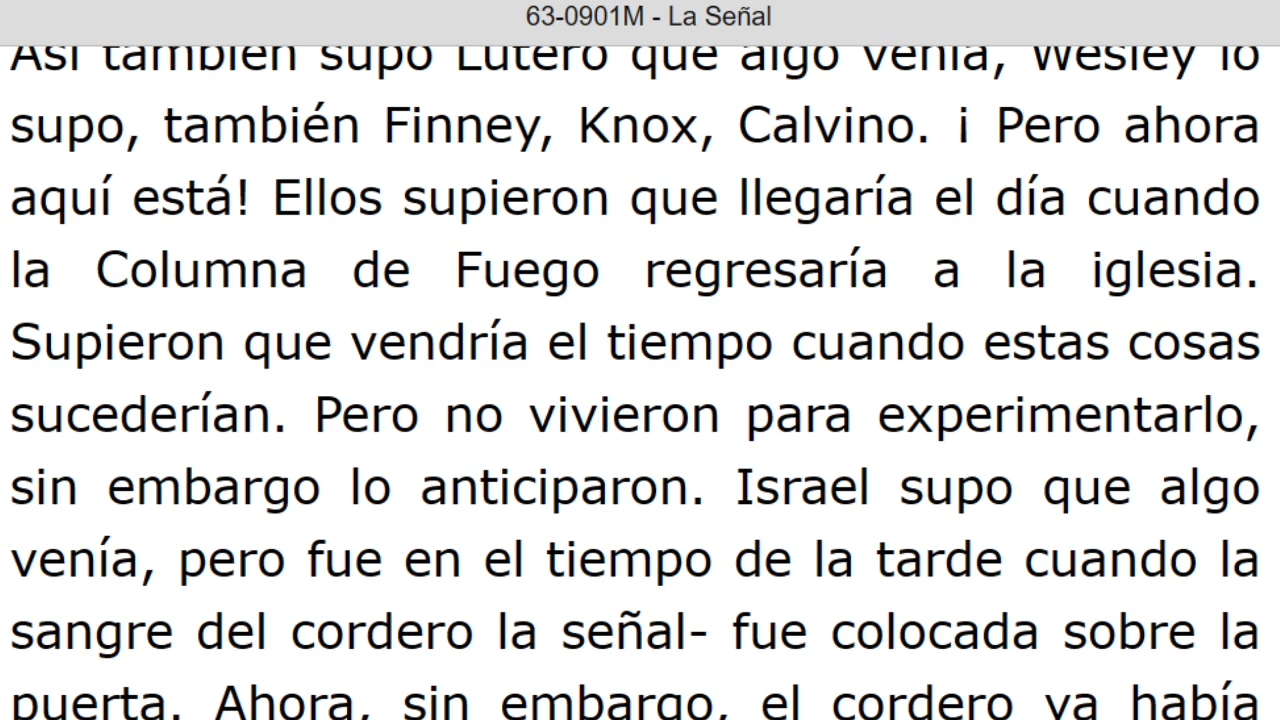 63-0901M - La Señal
Así también supo Lutero que algo venía, Wesley lo
supo, también Finney, Knox, Calvino. ¡ Pero ahora
aquí está! Ellos supieron que llegaría el día cuando
la Columna de Fuego regresaría a la iglesia.
Supieron que vendría el tiempo cuando estas cosas
sucederían. Pero no vivieron para experimentarlo,
sin embargo lo anticiparon. Israel supo que algo
venía, pero fue en el tiempo de la tarde cuando la
sangre del cordero la señal- fue colocada sobre la
puerta. Ahora, sin embargo, el cordero ya había